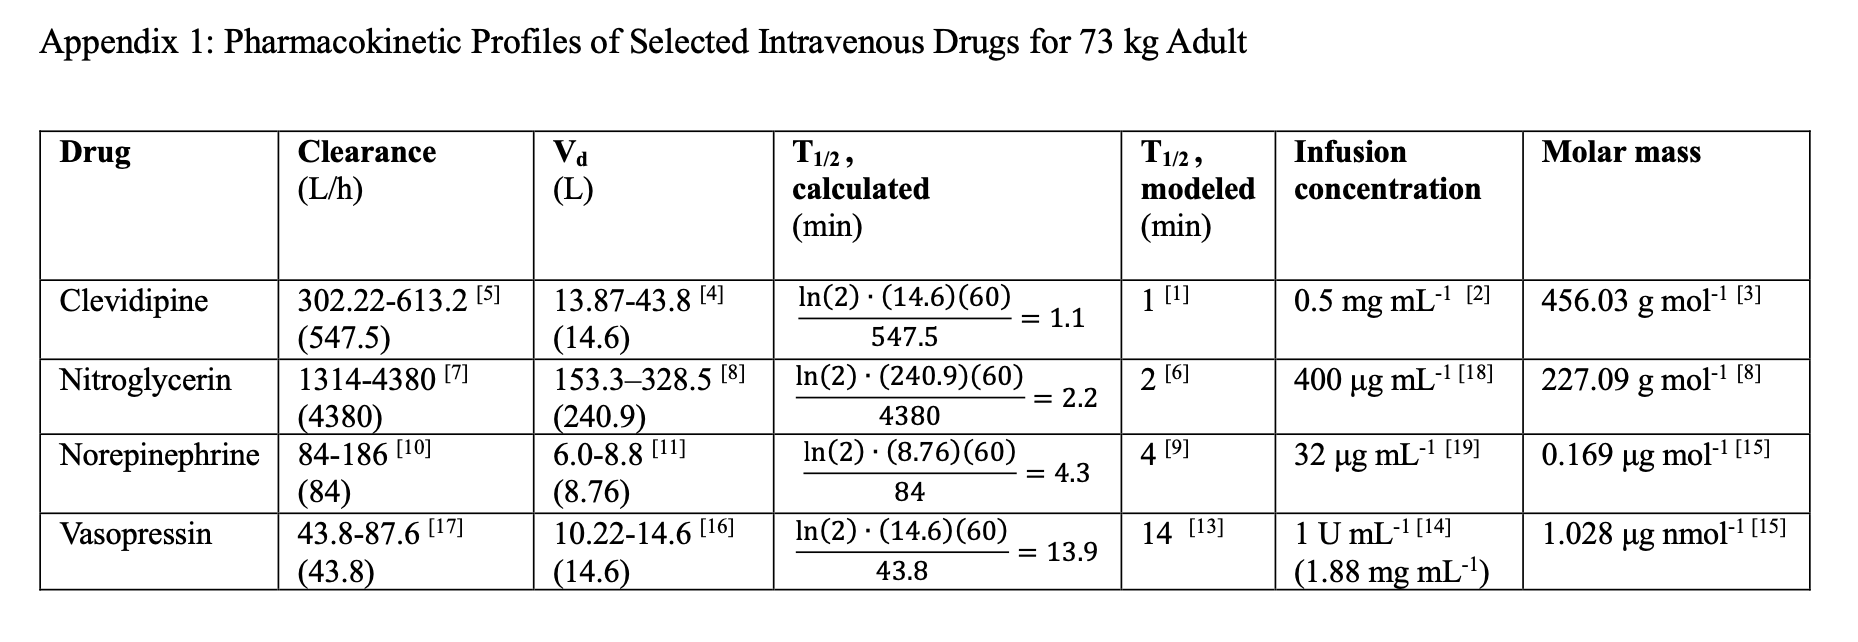 Appendix 1: Pharmacokinetic Profiles of Selected Intravenous Drugs for 73 kg Adult
Drug
Clearance
(L/h)
V_d
(L)
T_1/2 ,
calculated
(min)
T_1/2 ,
modeled
(min)
Infusion
concentration
Molar mass
Clevidipine
302.22-613.2 [5]
(547.5)
13.87-43.8 [4]
(14.6)
ln(2) · (14.6)(60)
547.5
= 1.1
1 [1]
0.5 mg mL⁻¹ [2]
456.03 g mol⁻¹ [3]
Nitroglycerin
1314-4380 [7]
(4380)
153.3–328.5 [8]
(240.9)
ln(2) · (240.9)(60)
4380
= 2.2
2 [6]
400 µg mL⁻¹ [18]
227.09 g mol⁻¹ [8]
Norepinephrine
84-186 [10]
(84)
6.0-8.8 [11]
(8.76)
ln(2) · (8.76)(60)
84
= 4.3
4 [9]
32 µg mL⁻¹ [19]
0.169 µg mol⁻¹ [15]
Vasopressin
43.8-87.6 [17]
(43.8)
10.22-14.6 [16]
(14.6)
ln(2) · (14.6)(60)
43.8
= 13.9
14 [13]
1 U mL⁻¹ [14]
(1.88 mg mL⁻¹)
1.028 µg nmol⁻¹ [15]